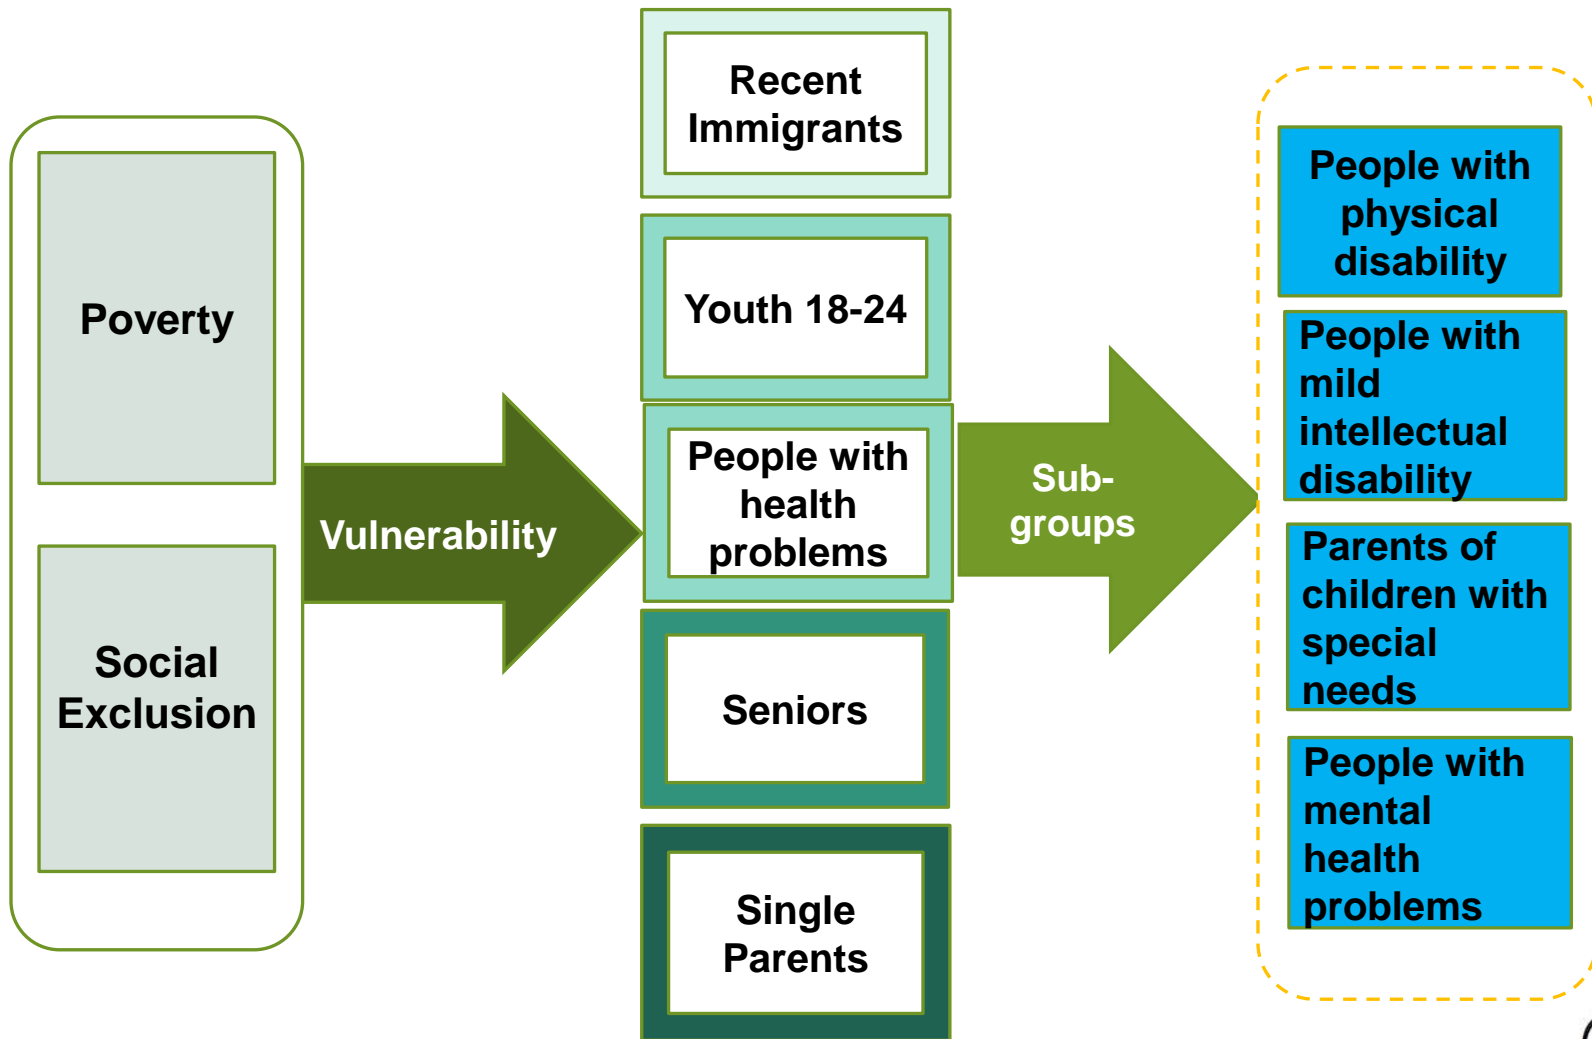 Poverty
Social
Exclusion
Vulnerability
Recent
Immigrants
Youth 18-24
People with
health
problems
Seniors
Single
Parents
Sub-
groups
People with
physical
disability
People with
mild
intellectual
disability
Parents of
children with
special
needs
People with
mental
health
problems